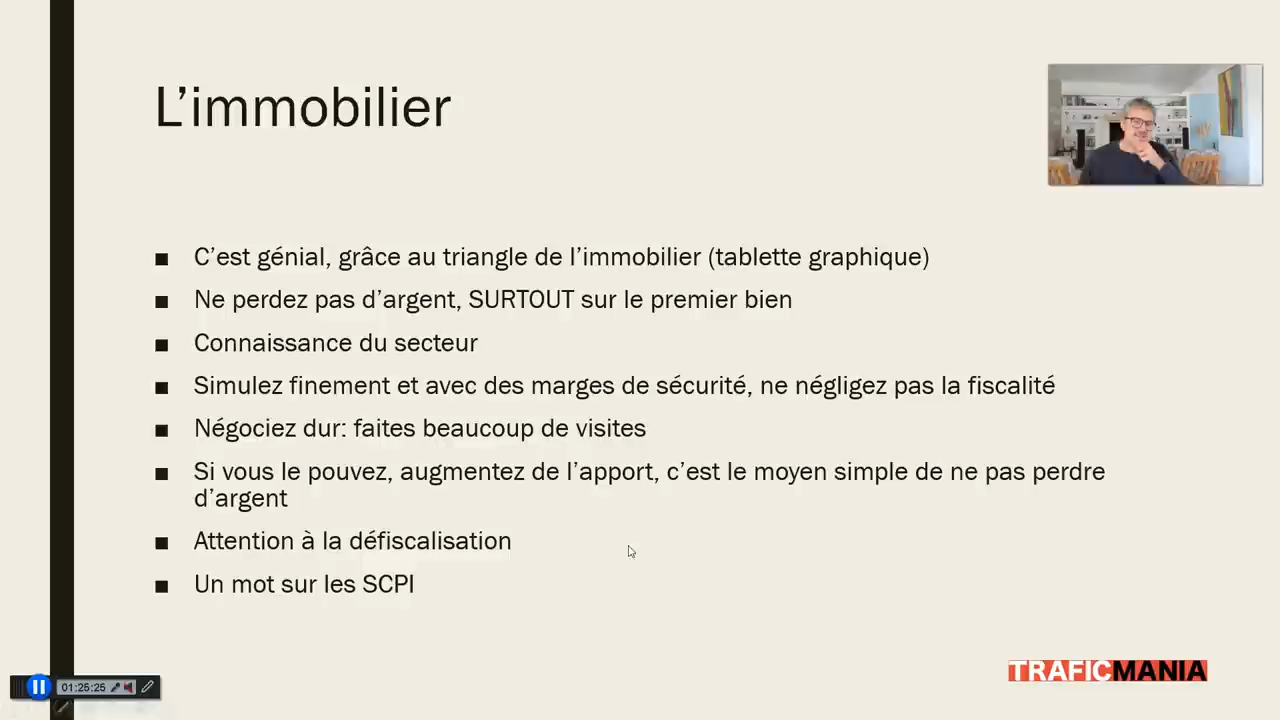 L’immobilier
C’est génial, grâce au triangle de l’immobilier (tablette graphique)
Ne perdez pas d’argent, SURTOUT sur le premier bien
Connaissance du secteur
Simulez finement et avec des marges de sécurité, ne négligez pas la fiscalité
Négociez dur: faites beaucoup de visites
Si vous le pouvez, augmentez de l’apport, c’est le moyen simple de ne pas perdre
d’argent
Attention à la défiscalisation
Un mot sur les SCPI
TRAFICMANIA
01:25:25